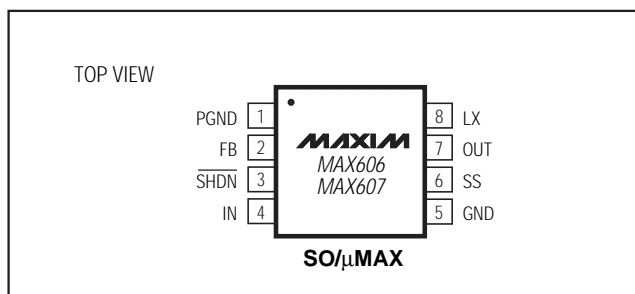 TOP VIEW
PGND 1
FB 2
SHDN 3
IN 4
MAXIM
MAX606
MAX607
8 LX
7 OUT
6 SS
5 GND
SO/µMAX